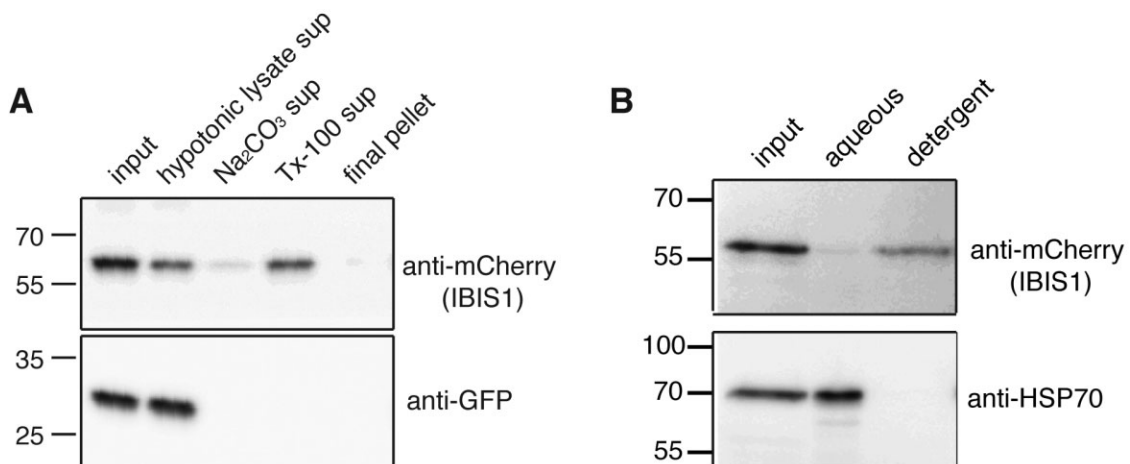 A
input
hypotonic lysate sup
Na₂CO₃ sup
Tx-100 sup
final pellet
70
55
anti-mCherry
(IBIS1)
35
25
anti-GFP
B
input
aqueous
detergent
70
55
anti-mCherry
(IBIS1)
100
70
55
anti-HSP70